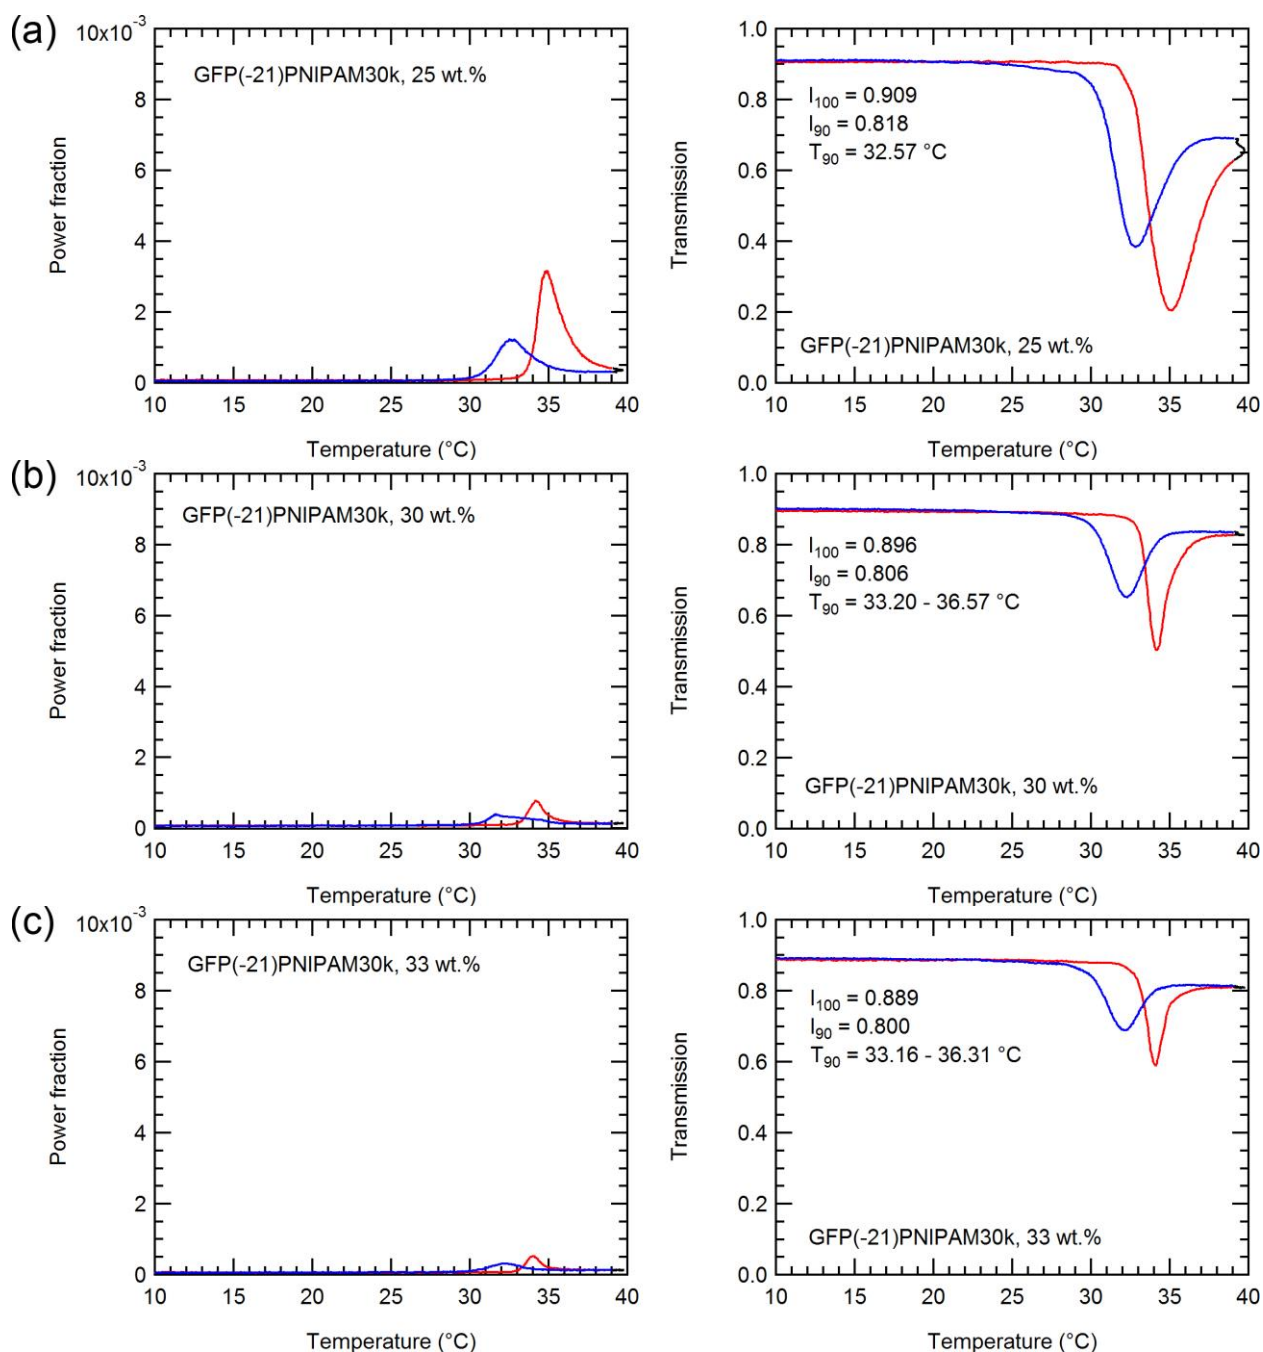 (a)
10x10⁻³
8
6
4
2
0
Power fraction
GFP(-21)PNIPAM30k, 25 wt.%
10 15 20 25 30 35 40
Temperature (°C)
1.0
0.8
0.6
0.4
0.2
0.0
Transmission
I₁₀₀ = 0.909
I₉₀ = 0.818
T₉₀ = 32.57 °C
GFP(-21)PNIPAM30k, 25 wt.%
10 15 20 25 30 35 40
Temperature (°C)
(b)
10x10⁻³
8
6
4
2
0
Power fraction
GFP(-21)PNIPAM30k, 30 wt.%
10 15 20 25 30 35 40
Temperature (°C)
1.0
0.8
0.6
0.4
0.2
0.0
Transmission
I₁₀₀ = 0.896
I₉₀ = 0.806
T₉₀ = 33.20 - 36.57 °C
GFP(-21)PNIPAM30k, 30 wt.%
10 15 20 25 30 35 40
Temperature (°C)
(c)
10x10⁻³
8
6
4
2
0
Power fraction
GFP(-21)PNIPAM30k, 33 wt.%
10 15 20 25 30 35 40
Temperature (°C)
1.0
0.8
0.6
0.4
0.2
0.0
Transmission
I₁₀₀ = 0.889
I₉₀ = 0.800
T₉₀ = 33.16 - 36.31 °C
GFP(-21)PNIPAM30k, 33 wt.%
10 15 20 25 30 35 40
Temperature (°C)